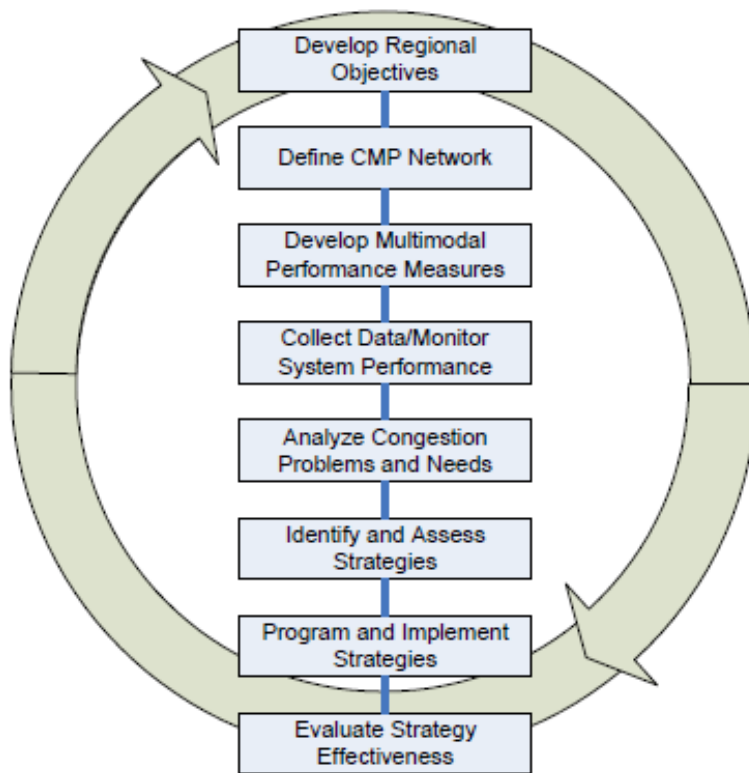 Develop Regional
Objectives
Define CMP Network
Develop Multimodal
Performance Measures
Collect Data/Monitor
System Performance
Analyze Congestion
Problems and Needs
Identify and Assess
Strategies
Program and Implement
Strategies
Evaluate Strategy
Effectiveness